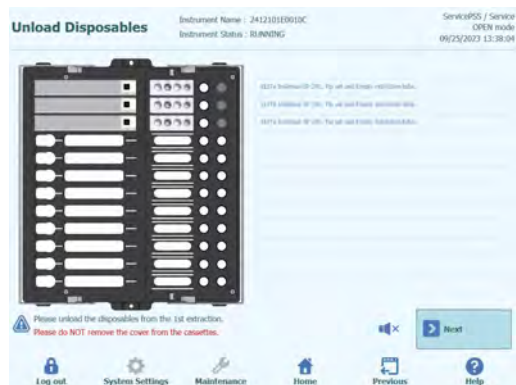 Unload Disposables
Instrument Name : 2412101E0010C
Instrument Status : RUNNING
ServicePSS / Service
OPEN mode
09/25/2023 13:38:04
Please unload the disposables from the 1st extraction.
Please do NOT remove the cover from the cassettes.
Next
Log out
System Settings
Maintenance
Home
Previous
Help